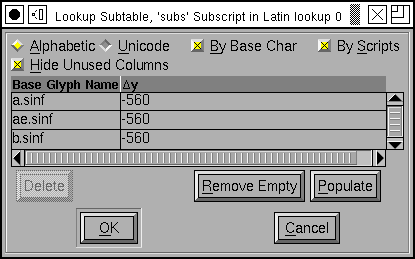 Lookup Subtable, 'subs' Subscript in Latin lookup 0
Alphabetic Unicode By Base Char By Scripts
Hide Unused Columns
Base Glyph Name Δy
a.sinf -560
ae.sinf -560
b.sinf -560
Delete Remove Empty Populate
OK Cancel